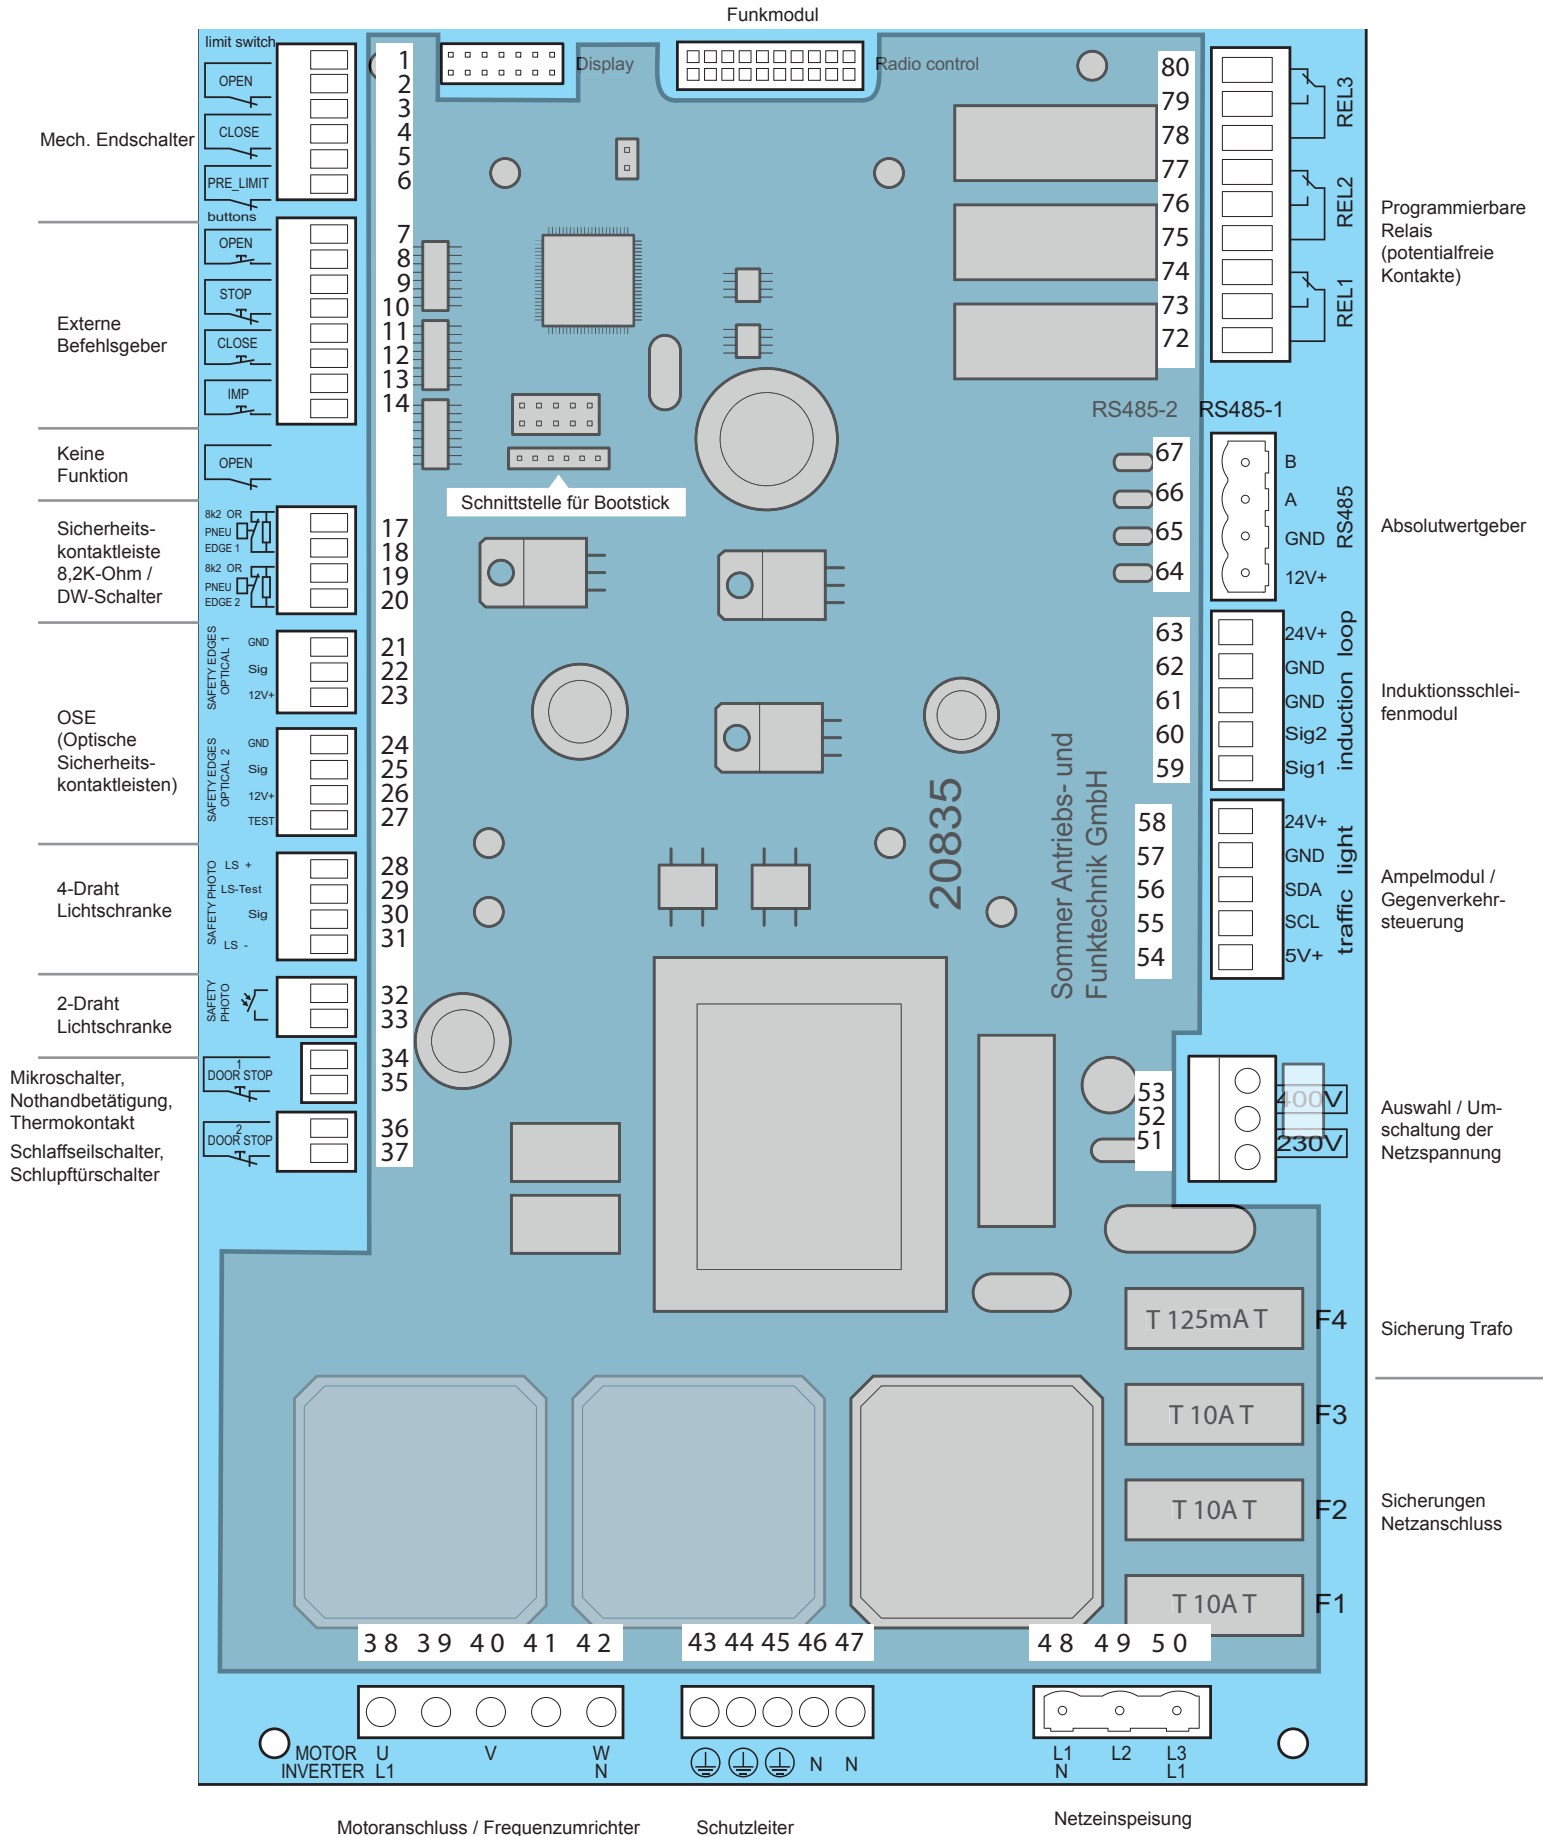 Funkmodul
limit switch
OPEN
CLOSE
PRE_LIMIT
Mech. Endschalter
1
2
3
4
5
6
Display
Radio control
80
79
78
77
76
75
74
73
72
REL3
REL2
REL1
Programmierbare
Relais
(potentialfreie
Kontakte)
buttons
OPEN
STOP
CLOSE
IMP
Externe
Befehlsgeber
7
8
9
10
11
12
13
14
Keine
Funktion
OPEN
Schnittstelle für Bootstick
RS485-2
RS485-1
67
66
65
64
B
A
GND
12V+
RS485
Absolutwertgeber
Sicherheits-
kontaktleiste
8,2K-Ohm /
DW-Schalter
8k2 OR
PNEU
EDGE 1
8k2 OR
PNEU
EDGE 2
17
18
19
20
OSE
(Optische
Sicherheits-
kontaktleisten)
SAFETY EDGES
OPTICAL 1
GND
Sig
12V+
21
22
23
SAFETY EDGES
OPTICAL 2
GND
Sig
12V+
TEST
24
25
26
27
63
62
61
60
59
24V+
GND
GND
Sig2
Sig1
induction loop
Induktionsschlei-
fenmodul
20835
Sommer Antriebs- und
Funktechnik GmbH
58
57
56
55
54
24V+
GND
SDA
SCL
5V+
traffic light
Ampelmodul /
Gegenverkehr-
steuerung
4-Draht
Lichtschranke
SAFETY PHOTO
LS +
LS-Test
Sig
LS -
28
29
30
31
2-Draht
Lichtschranke
SAFETY
PHOTO
32
33
Mikroschalter,
Nothandbetätigung,
Thermokontakt
1
DOOR STOP
34
35
Schlaffseilschalter,
Schlupftürschalter
2
DOOR STOP
36
37
53
52
51
400V
230V
Auswahl / Um-
schaltung der
Netzspannung
T 125mA T
F4
Sicherung Trafo
T 10A T
F3
T 10A T
F2
T 10A T
F1
Sicherungen
Netzanschluss
38 39 40 41 42
43 44 45 46 47
48 49 50
MOTOR U V W
INVERTER L1 N
N N
L1 L2 L3
N L1
Motoranschluss / Frequenzumrichter
Schutzleiter
Netzeinspeisung